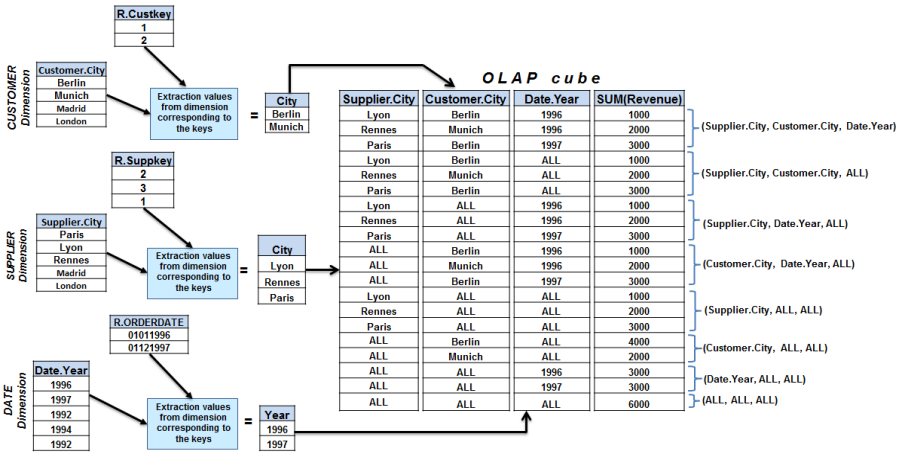 R.Custkey
1
2
CUSTOMER
Dimension
Customer.City
Berlin
Munich
Madrid
London
Extraction values
from dimension
corresponding to
the keys
=
City
Berlin
Munich
R.Suppkey
2
3
1
SUPPLIER
Dimension
Supplier.City
Paris
Lyon
Rennes
Madrid
London
Extraction values
from dimension
corresponding to
the keys
=
City
Lyon
Rennes
Paris
R.ORDERDATE
01011996
01121997
DATE
Dimension
Date.Year
1996
1997
1992
1994
1992
Extraction values
from dimension
corresponding to
the keys
=
Year
1996
1997
OLAP cube
Supplier.City Customer.City Date.Year SUM(Revenue)
Lyon Berlin 1996 1000
Rennes Munich 1996 2000
Paris Berlin 1997 3000
Lyon Berlin ALL 1000
Rennes Munich ALL 2000
Paris Berlin ALL 3000
Lyon ALL 1996 1000
Rennes ALL 1996 2000
Paris ALL 1997 3000
ALL Berlin 1996 1000
ALL Munich 1996 2000
ALL Berlin 1997 3000
Lyon ALL ALL 1000
Rennes ALL ALL 2000
Paris ALL ALL 3000
ALL Berlin ALL 4000
ALL Munich ALL 2000
ALL ALL 1996 3000
ALL ALL 1997 3000
ALL ALL ALL 6000
(Supplier.City, Customer.City, Date.Year)
(Supplier.City, Customer.City, ALL)
(Supplier.City, Date.Year, ALL)
(Customer.City, Date.Year, ALL)
(Supplier.City, ALL, ALL)
(Customer.City, ALL, ALL)
(Date.Year, ALL, ALL)
(ALL, ALL, ALL)